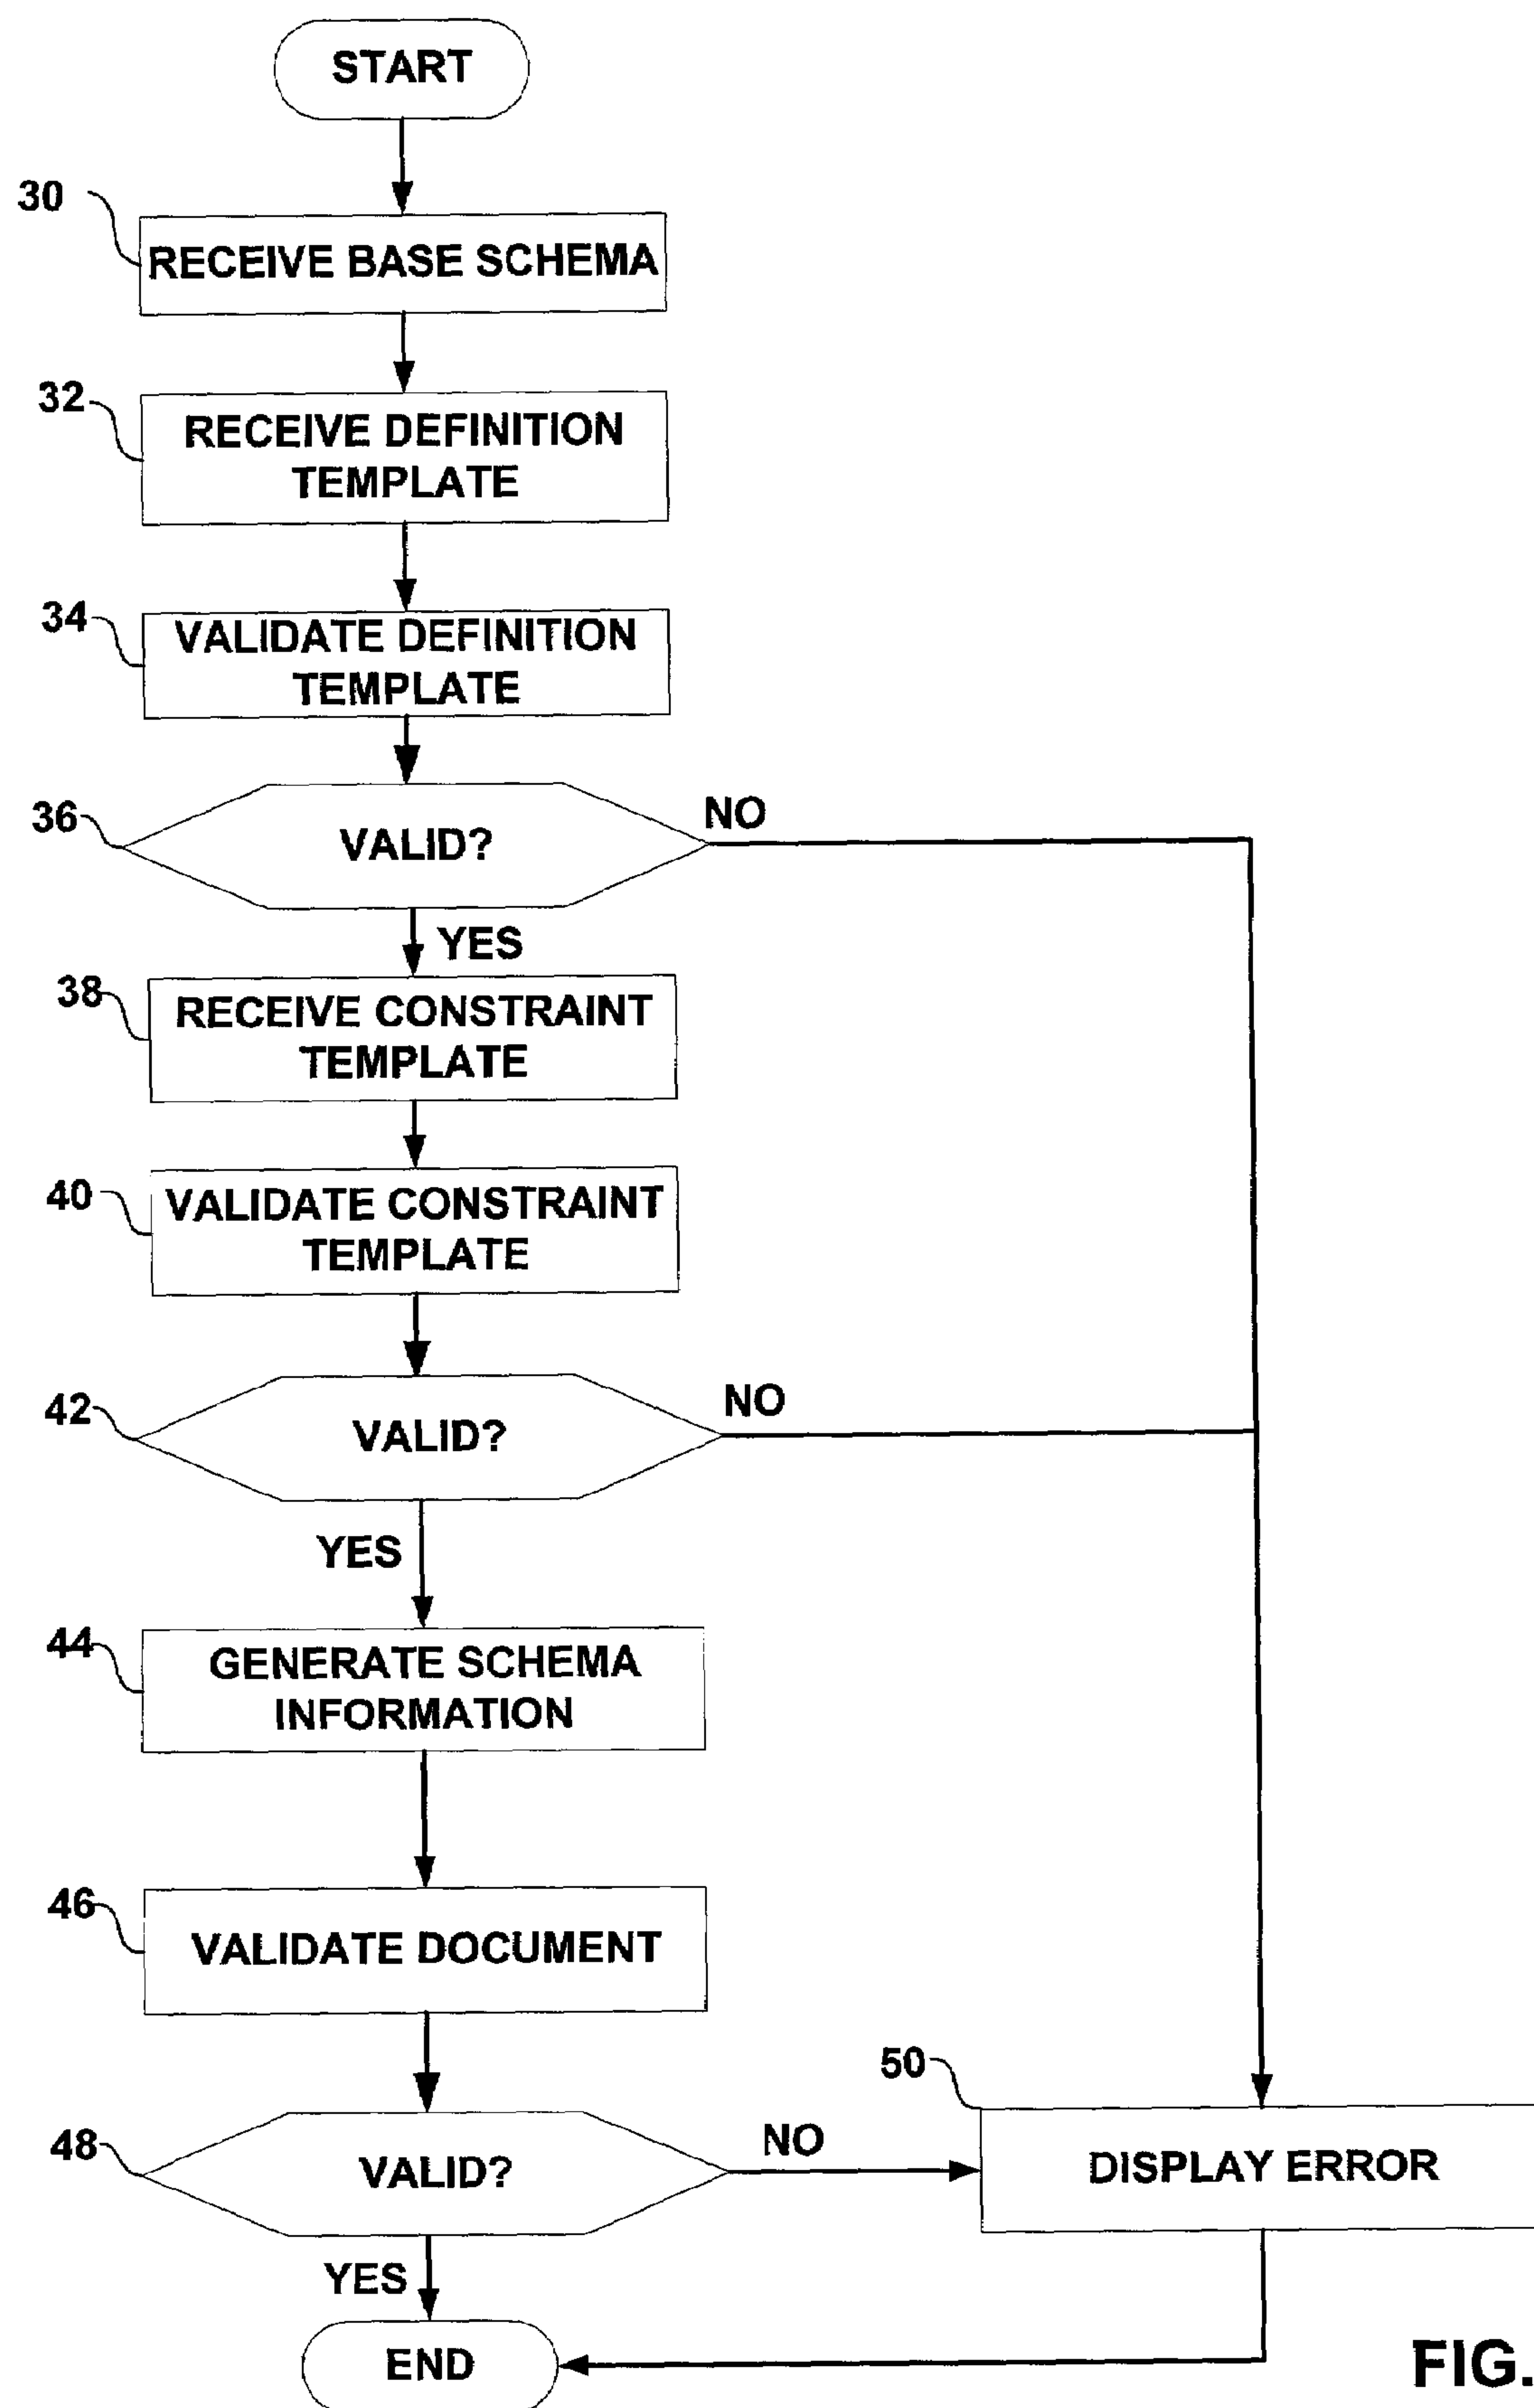 START
30
RECEIVE BASE SCHEMA
32
RECEIVE DEFINITION
TEMPLATE
34
VALIDATE DEFINITION
TEMPLATE
36
VALID?
NO
YES
38
RECEIVE CONSTRAINT
TEMPLATE
40
VALIDATE CONSTRAINT
TEMPLATE
42
VALID?
NO
YES
44
GENERATE SCHEMA
INFORMATION
46
VALIDATE DOCUMENT
48
VALID?
NO
50
DISPLAY ERROR
YES
END
FIG.